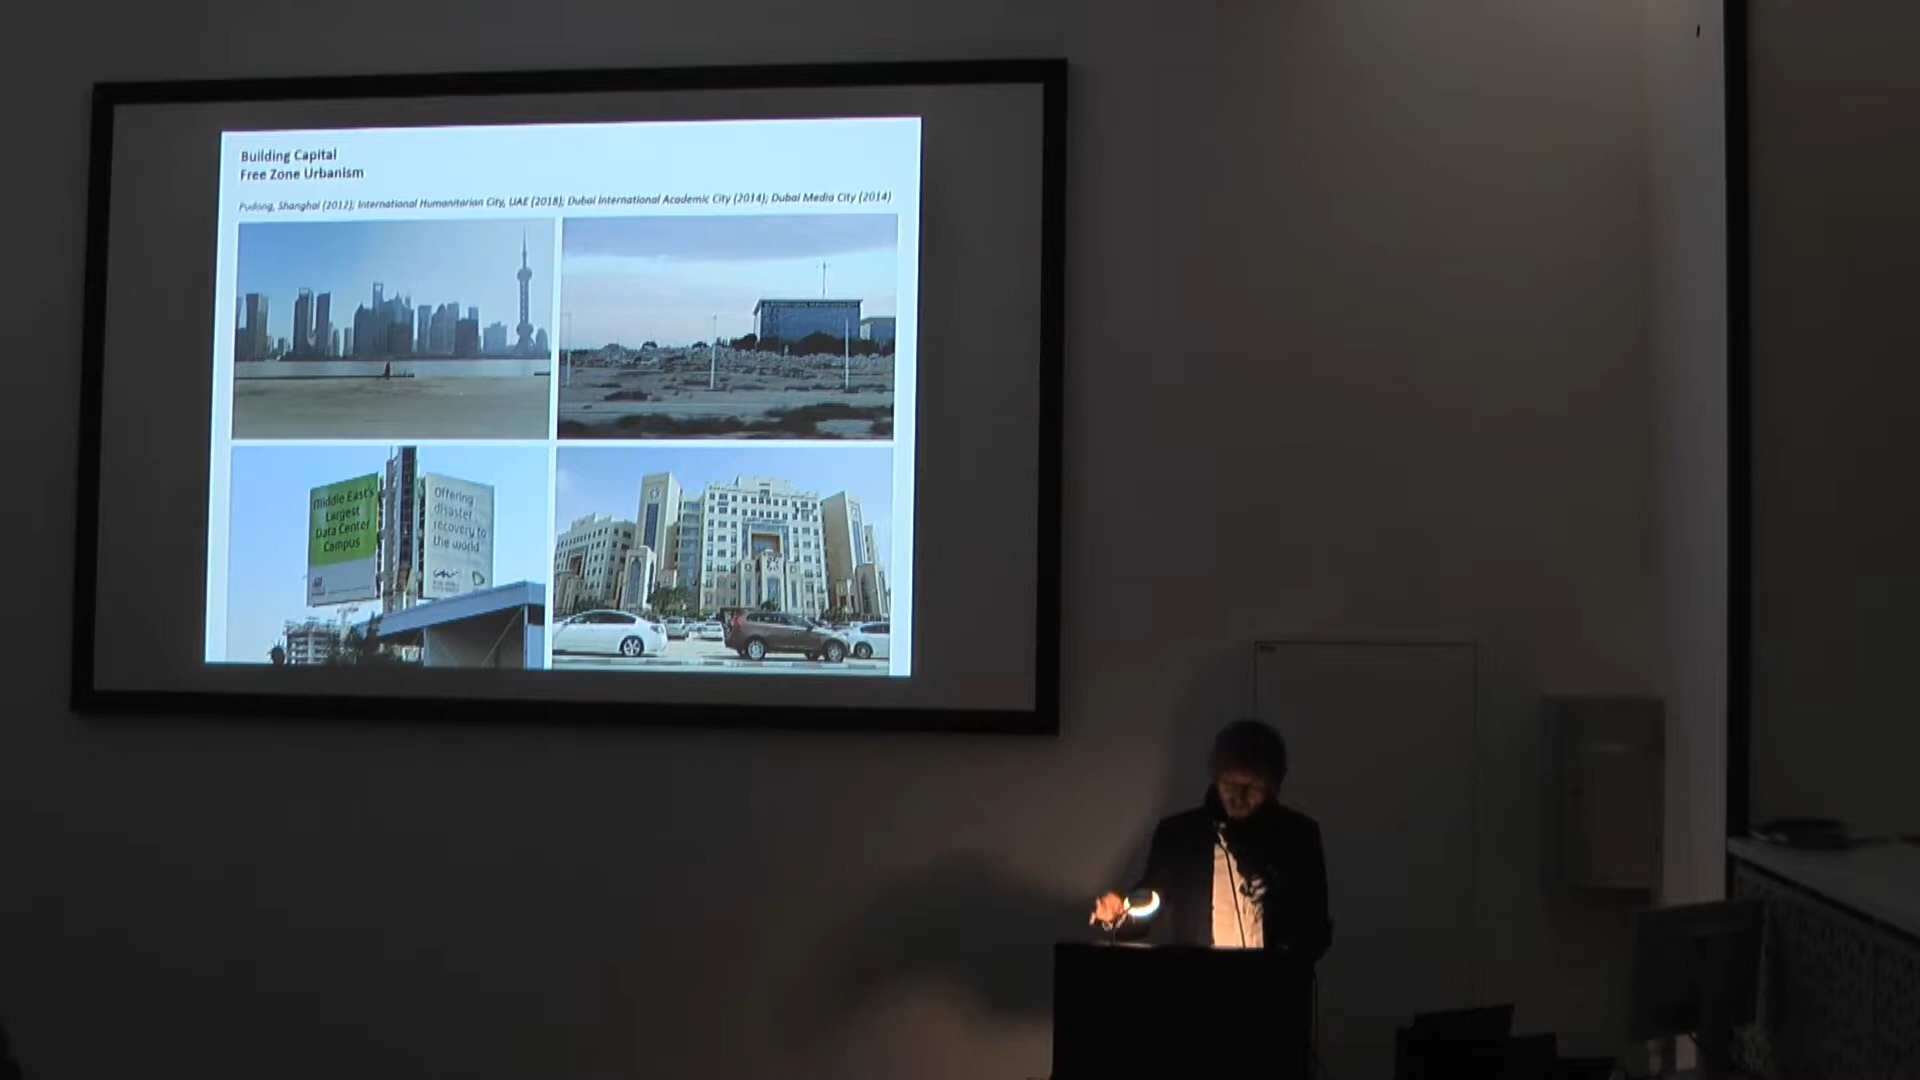 Building Capital
Free Zone Urbanism
Pudong, Shanghai (2012); International Humanitarian City, UAE (2018); Dubai International Academic City (2014); Dubai Media City (2014)
Middle East's
Largest
Data Center
Campus
Offering
disaster
recovery to
the world